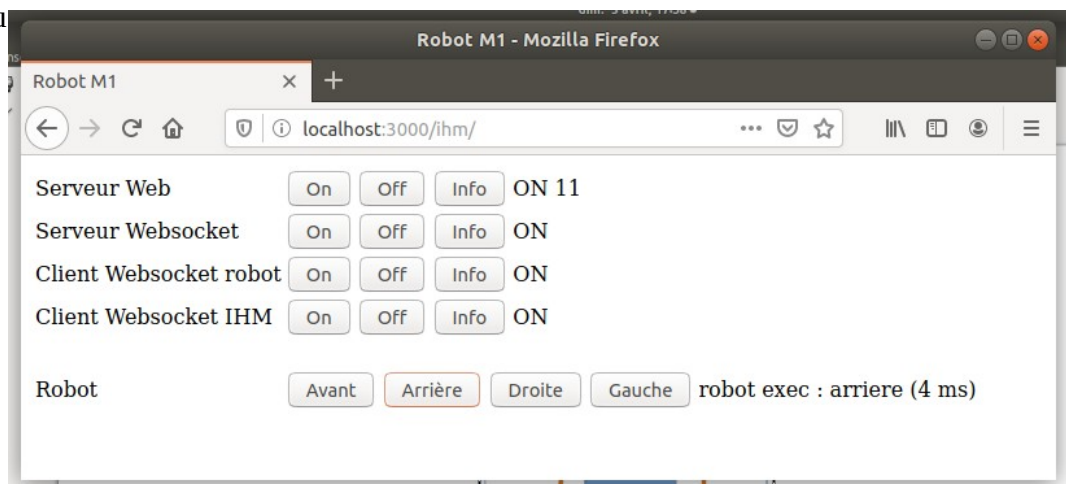 Robot M1 - Mozilla Firefox
Robot M1
localhost:3000/ihm/
Serveur Web On Off Info ON 11
Serveur Websocket On Off Info ON
Client Websocket robot On Off Info ON
Client Websocket IHM On Off Info ON
Robot Avant Arrière Droite Gauche robot exec : arriere (4 ms)